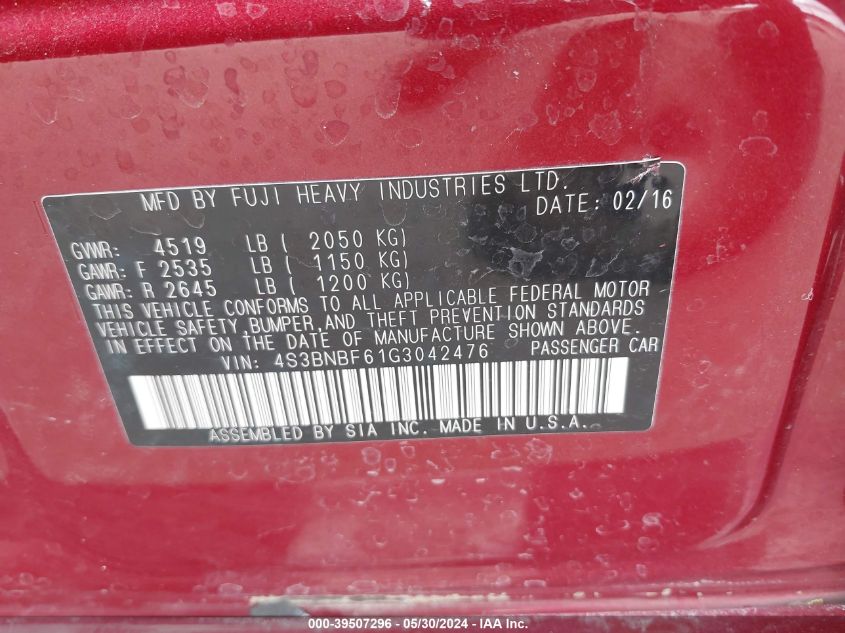 MFD BY FUJI HEAVY INDUSTRIES LTD.
DATE: 02/16
GVWR: 4519 LB ( 2050 KG)
GAWR: F 2535 LB ( 1150 KG)
GAWR: R 2645 LB ( 1200 KG)
THIS VEHICLE CONFORMS TO ALL APPLICABLE FEDERAL MOTOR
VEHICLE SAFETY, BUMPER, AND THEFT PREVENTION STANDARDS
IN EFFECT ON THE DATE OF MANUFACTURE SHOWN ABOVE.
VIN: 4S3BNBF61G3042476 PASSENGER CAR
ASSEMBLED BY SIA INC. MADE IN U.S.A.
000-39507296 - 05/30/2024 - IAA Inc.